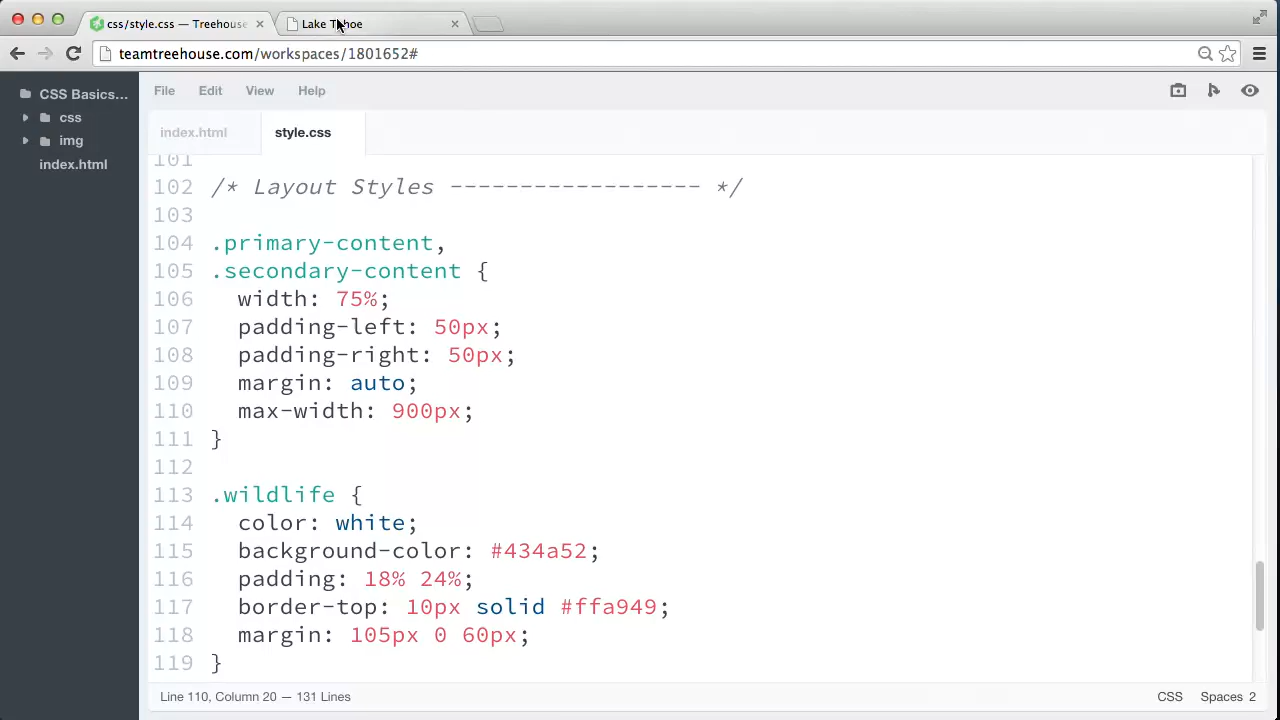 css/style.css — Treehouse
Lake Tahoe
teamtreehouse.com/workspaces/1801652#
CSS Basics...
css
img
index.html
File Edit View Help
index.html
style.css
101
102 /* Layout Styles ------------------ */
103
104 .primary-content,
105 .secondary-content {
106 width: 75%;
107 padding-left: 50px;
108 padding-right: 50px;
109 margin: auto;
110 max-width: 900px;
111 }
112
113 .wildlife {
114 color: white;
115 background-color: #434a52;
116 padding: 18% 24%;
117 border-top: 10px solid #ffa949;
118 margin: 105px 0 60px;
119 }
Line 110, Column 20 — 131 Lines
CSS Spaces 2